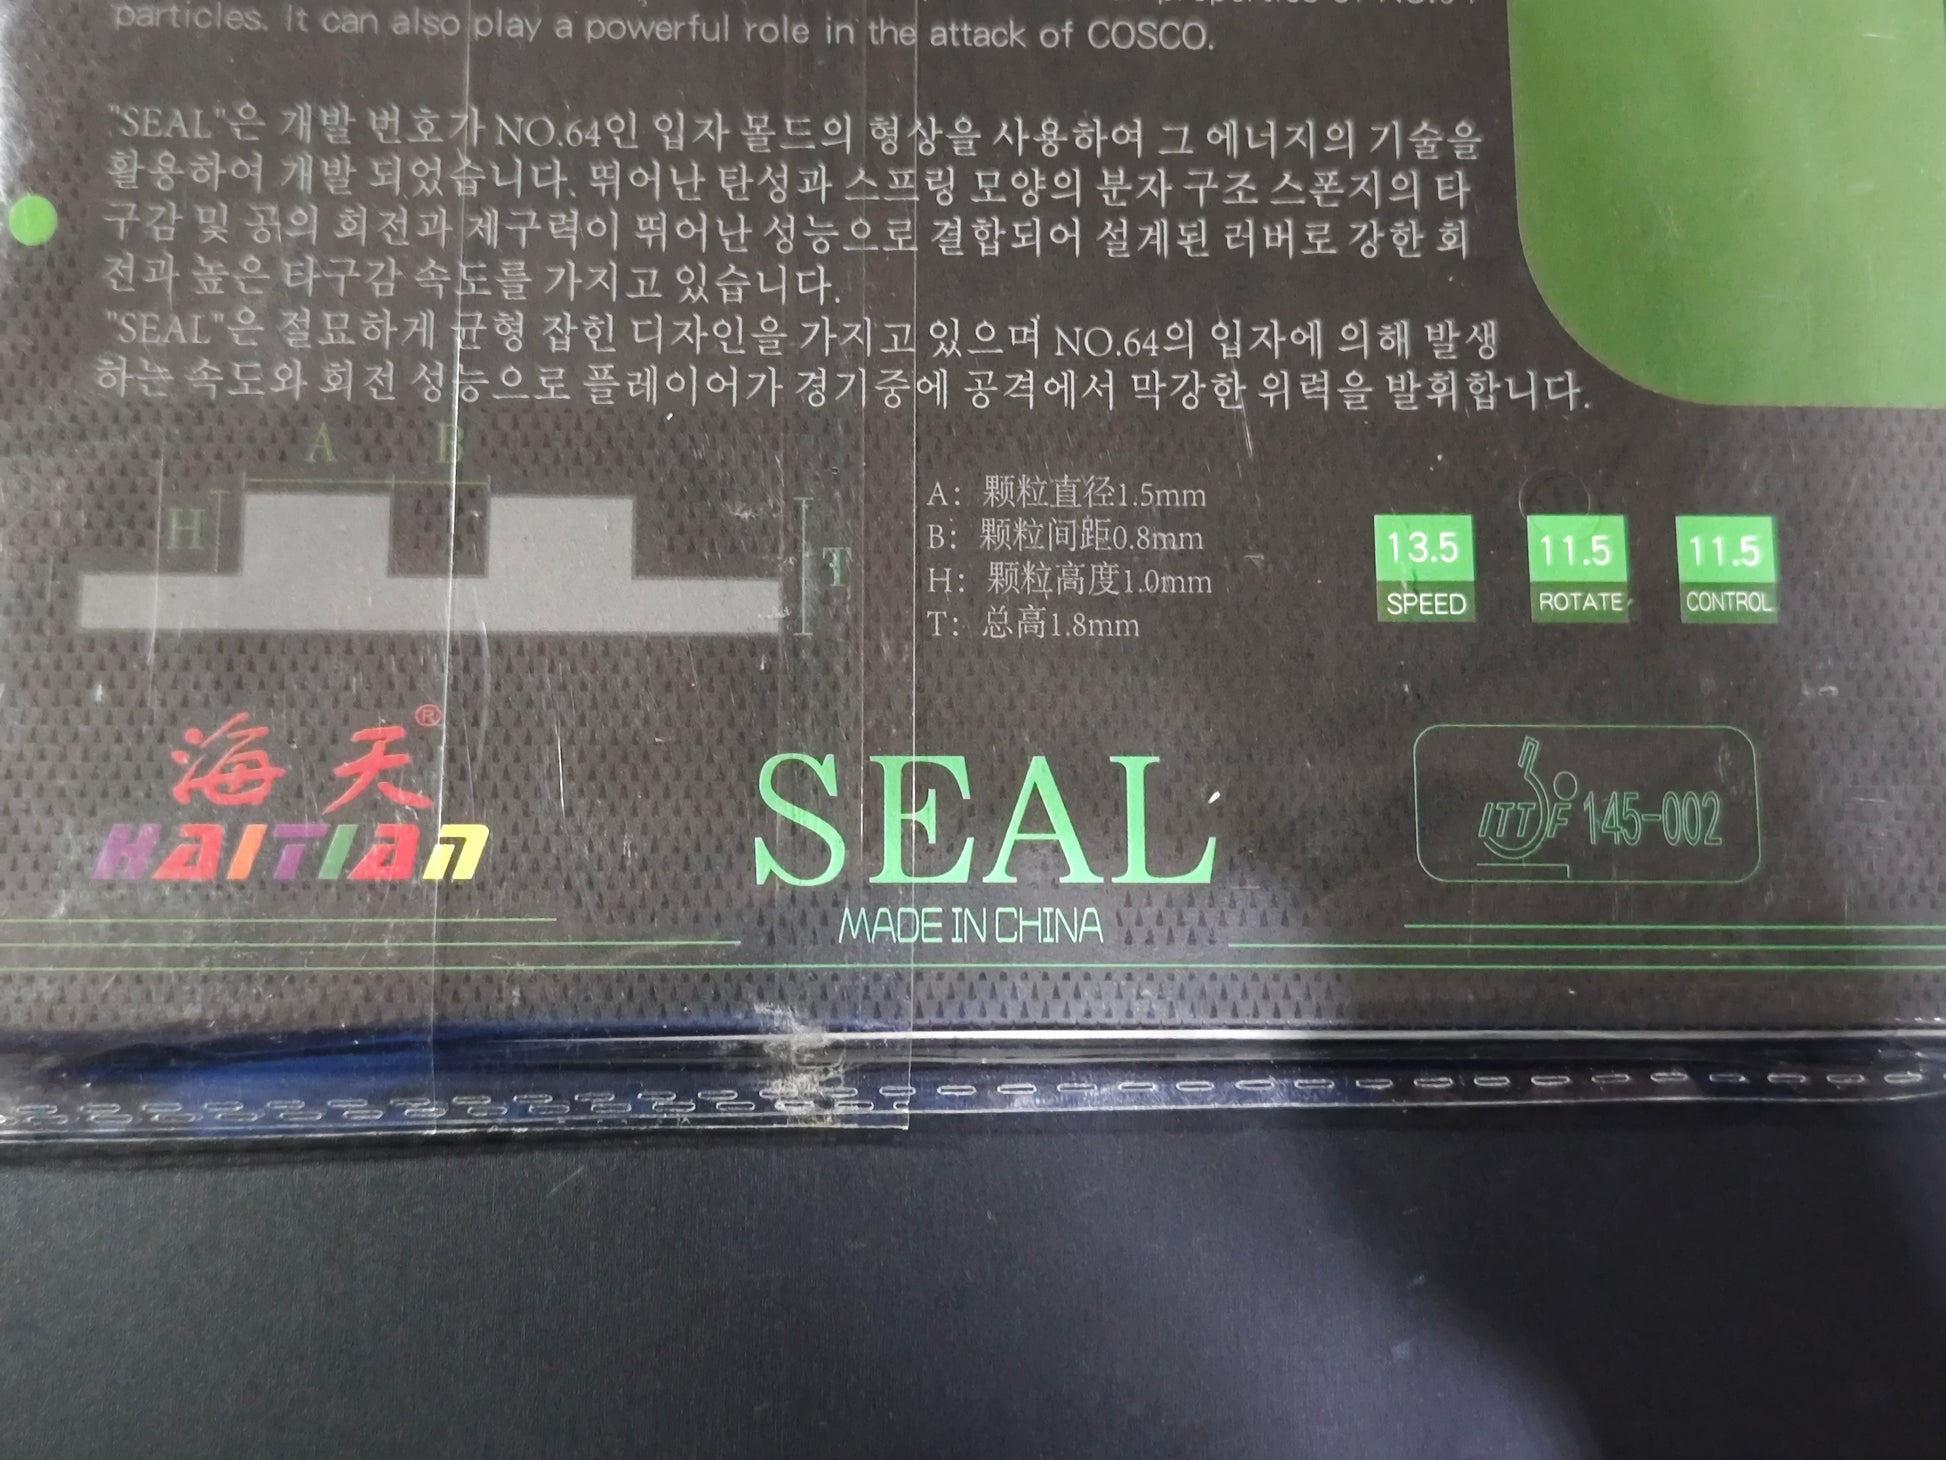 properties of NO.64
particles. It can also play a powerful role in the attack of COSCO.
"SEAL"은 개발 번호가 NO.64인 입자 몰드의 형상을 사용하여 그 에너지의 기술을
활용하여 개발 되었습니다. 뛰어난 탄성과 스프링 모양의 분자 구조 스폰지의 타
구감 및 공의 회전과 제구력이 뛰어난 성능으로 결합되어 설계된 러버로 강한 회
전과 높은 타구감 속도를 가지고 있습니다.
"SEAL"은 절묘하게 균형 잡힌 디자인을 가지고 있으며 NO.64의 입자에 의해 발생
하는 속도와 회전 성능으로 플레이어가 경기중에 공격에서 막강한 위력을 발휘합니다.
A B
H
T
A: 颗粒直径1.5mm
B: 颗粒间距0.8mm
H: 颗粒高度1.0mm
T: 总高1.8mm
13.5 11.5 11.5
SPEED ROTATE CONTROL
海天®
HAITIAN
SEAL
MADE IN CHINA
ITTF 145-002